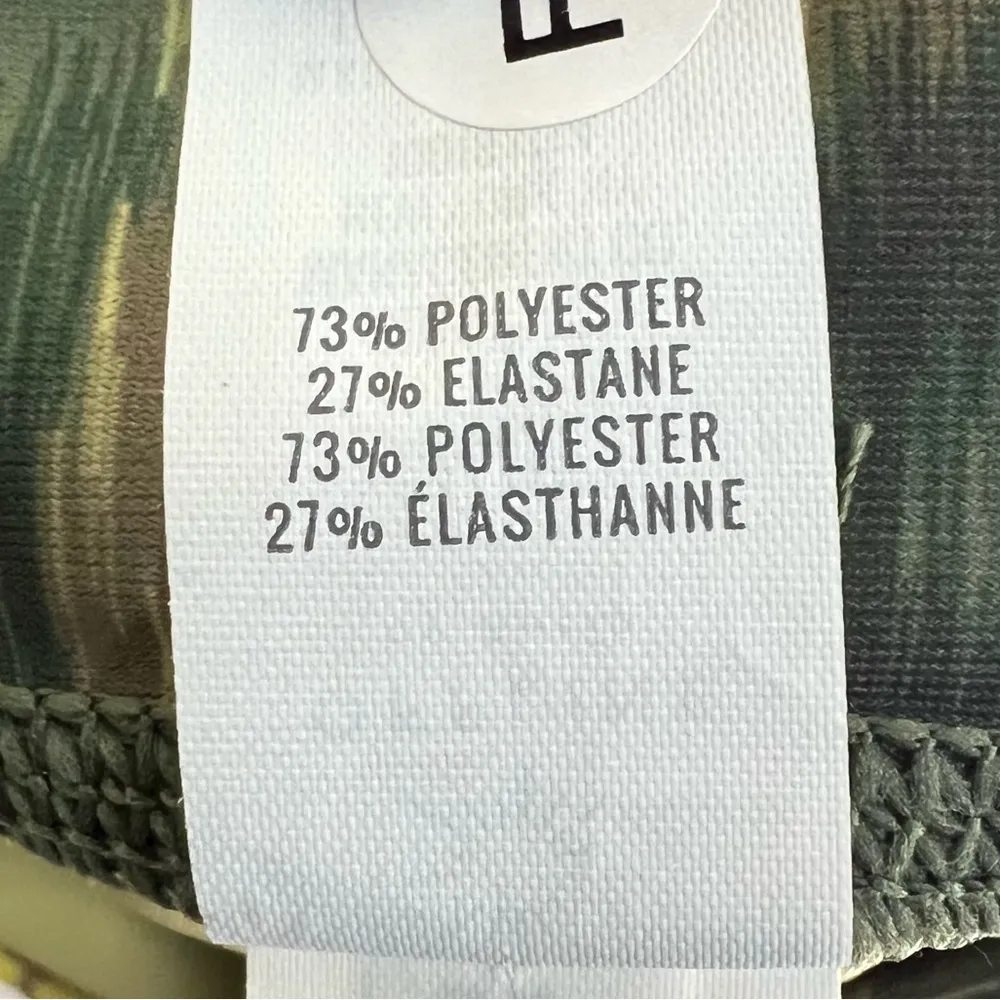 73% POLYESTER
27% ELASTANE
73% POLYESTER
27% ÉLASTHANNE